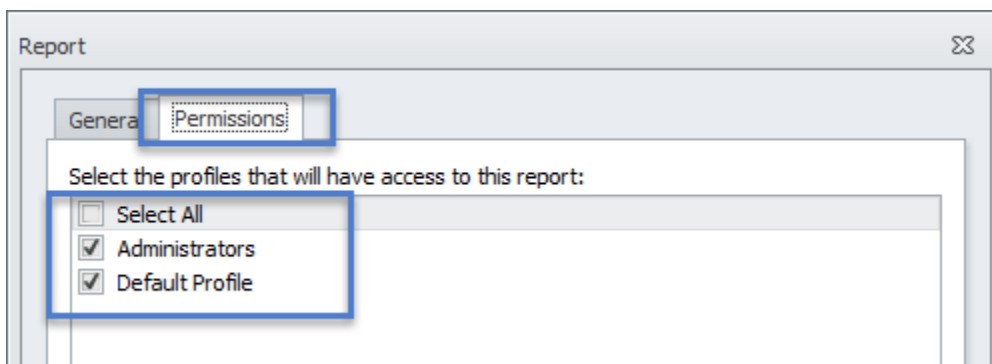 Report
Genera Permissions
Select the profiles that will have access to this report:
Select All
Administrators
Default Profile